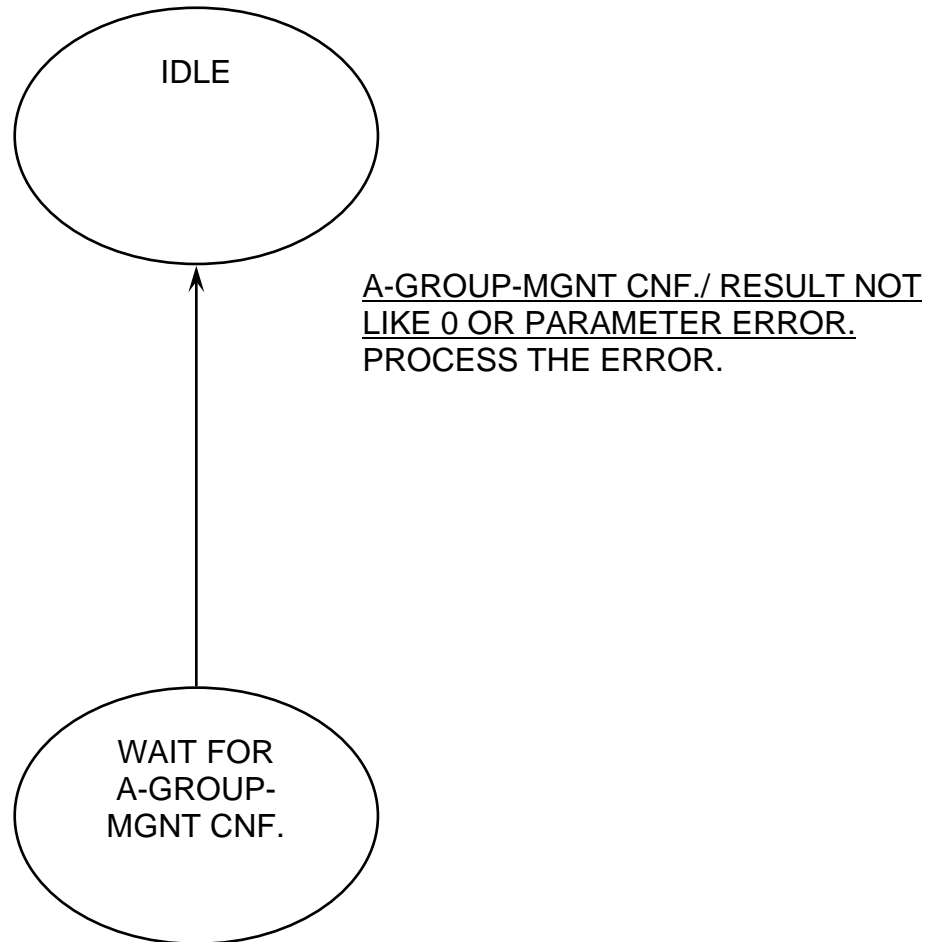 IDLE
A-GROUP-MGNT CNF./ RESULT NOT
LIKE 0 OR PARAMETER ERROR.
PROCESS THE ERROR.
WAIT FOR
A-GROUP-
MGNT CNF.